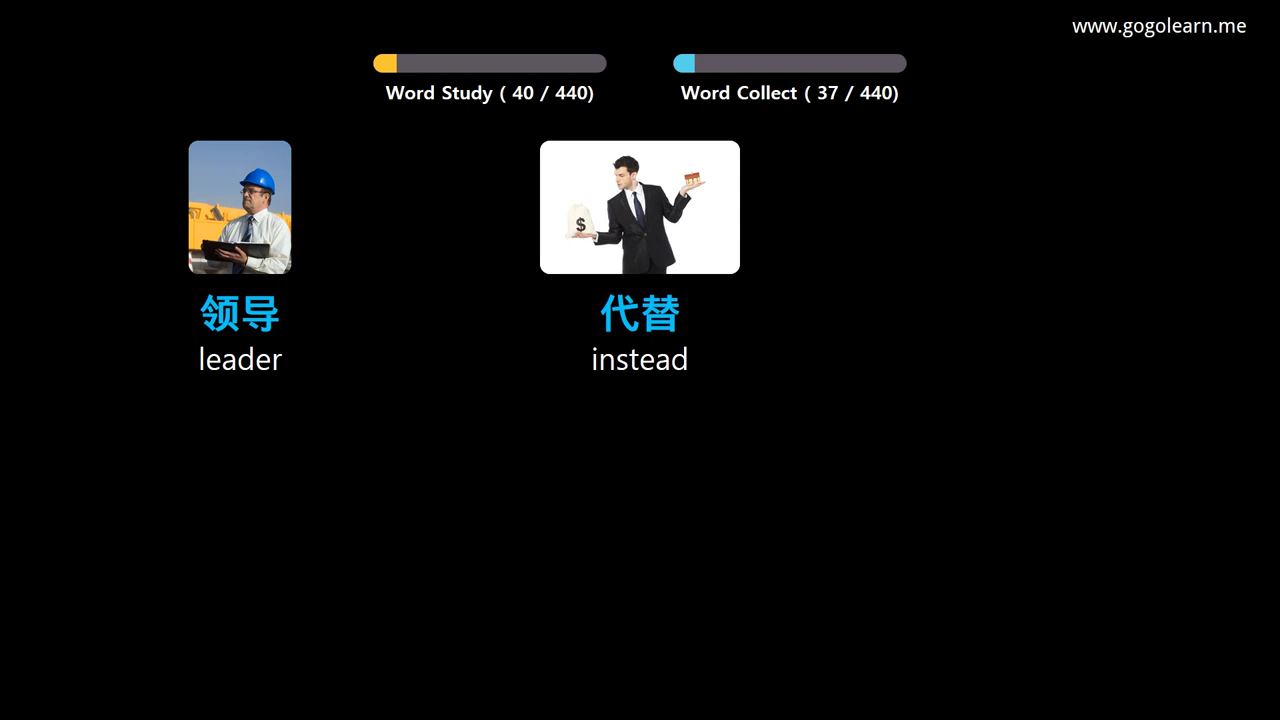 www.gogolearn.me
Word Study ( 40 / 440)
Word Collect ( 37 / 440)
领导
leader
$
代替
instead